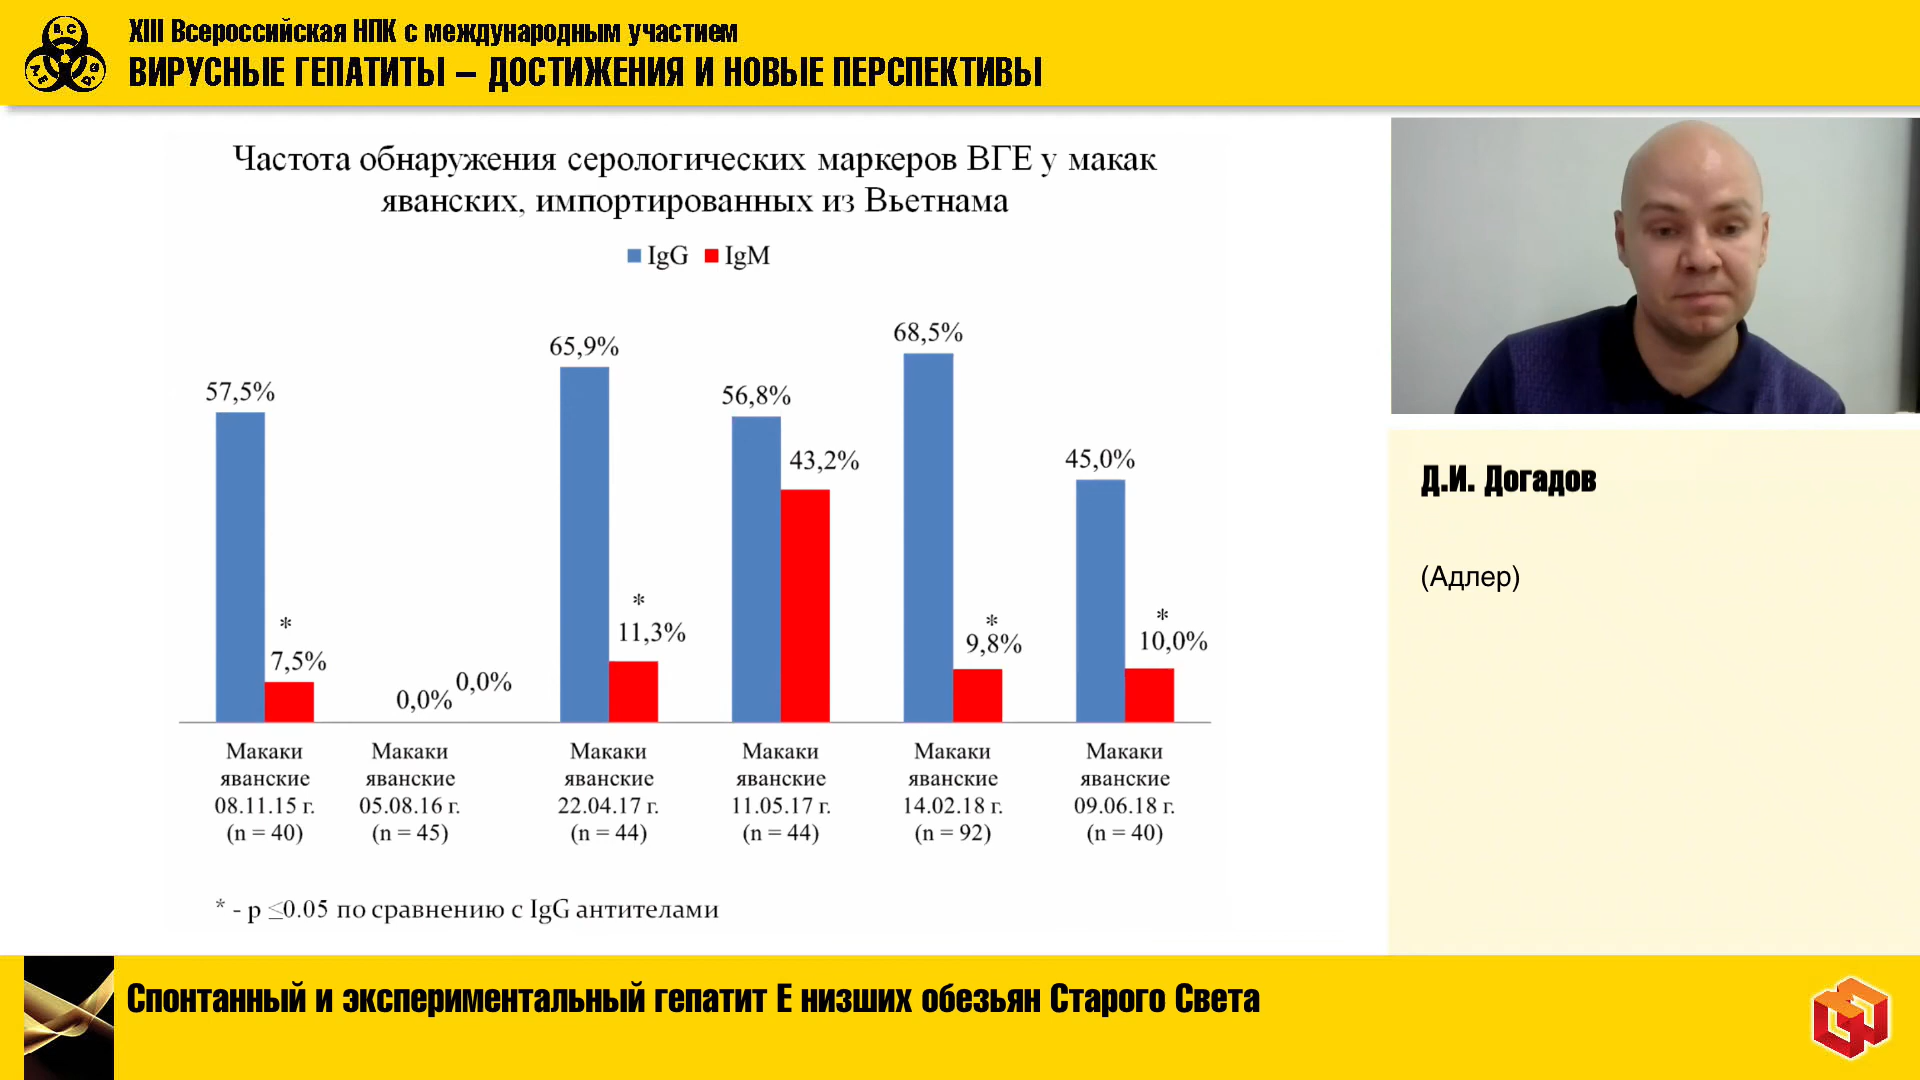 XIII Всероссийская НПК с международным участием
ВИРУСНЫЕ ГЕПАТИТЫ – ДОСТИЖЕНИЯ И НОВЫЕ ПЕРСПЕКТИВЫ
Частота обнаружения серологических маркеров ВГЕ у макак
яванских, импортированных из Вьетнама
IgG IgM
57,5%
*
7,5%
0,0%
0,0%
65,9%
*
11,3%
56,8%
43,2%
68,5%
*
9,8%
45,0%
*
10,0%
Макаки
яванские
08.11.15 г.
(n = 40)
Макаки
яванские
05.08.16 г.
(n = 45)
Макаки
яванские
22.04.17 г.
(n = 44)
Макаки
яванские
11.05.17 г.
(n = 44)
Макаки
яванские
14.02.18 г.
(n = 92)
Макаки
яванские
09.06.18 г.
(n = 40)
* - p ≤0.05 по сравнению с IgG антителами
Д.И. Догадов
(Адлер)
Спонтанный и экспериментальный гепатит Е низших обезьян Старого Света